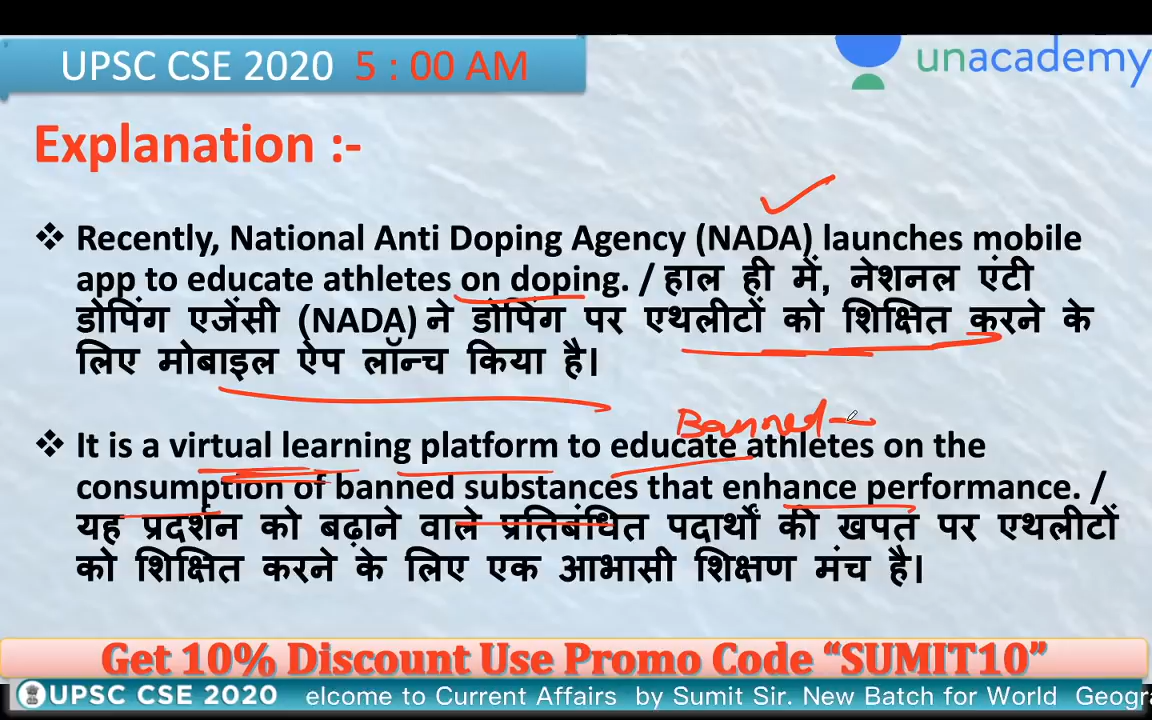 UPSC CSE 2020 5 : 00 AM
unacademy
Explanation :-
❖ Recently, National Anti Doping Agency (NADA) launches mobile
app to educate athletes on doping. / हाल ही में, नेशनल एंटी
डोपिंग एजेंसी (NADA) ने डोपिंग पर एथलीटों को शिक्षित करने के
लिए मोबाइल ऐप लॉन्च किया है।
Banned
❖ It is a virtual learning platform to educate athletes on the
consumption of banned substances that enhance performance. /
यह प्रदर्शन को बढ़ाने वाले प्रतिबंधित पदार्थों की खपत पर एथलीटों
को शिक्षित करने के लिए एक आभासी शिक्षण मंच है।
Get 10% Discount Use Promo Code “SUMIT10”
UPSC CSE 2020 elcome to Current Affairs by Sumit Sir. New Batch for World Geogra